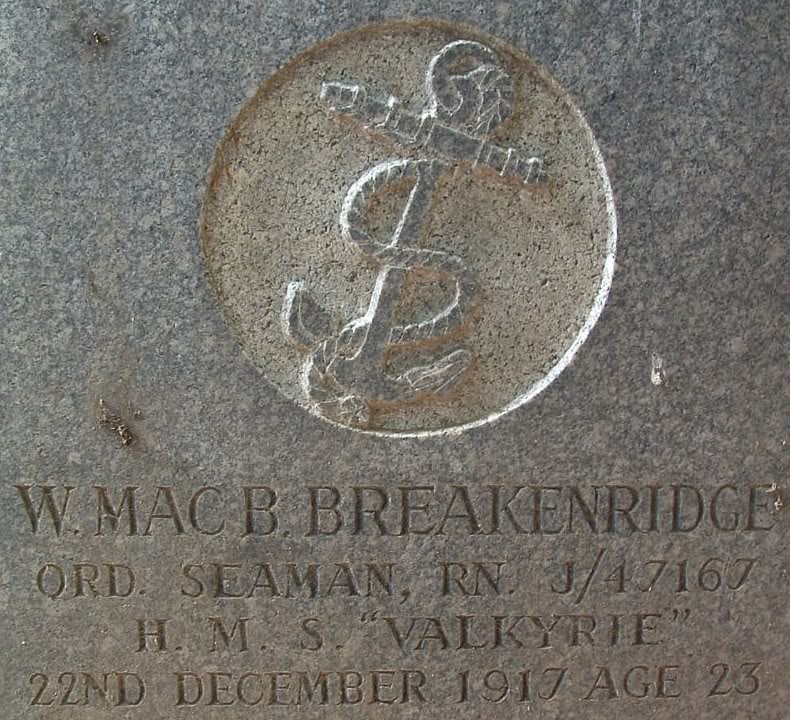 W. MAC B. BREAKENRIDGE
ORD. SEAMAN, RN. J/47167
H. M. S. "VALKYRIE"
22ND DECEMBER 1917 AGE 23